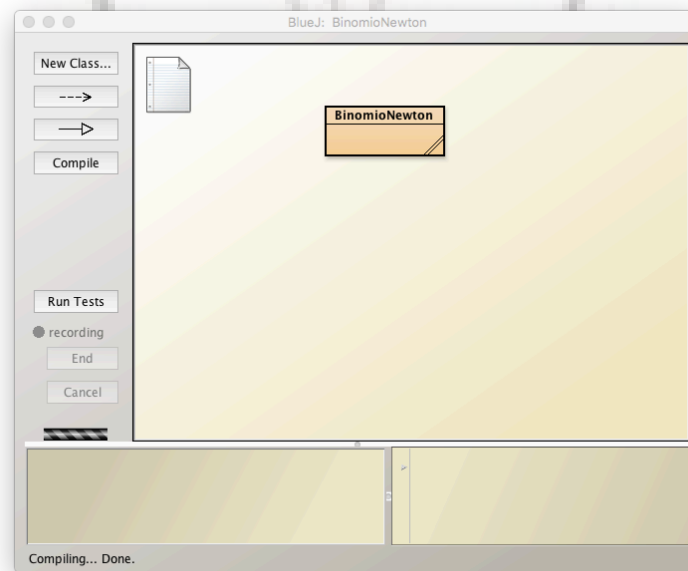 BlueJ: BinomioNewton
New Class...
Compile
Run Tests
recording
End
Cancel
BinomioNewton
Compiling... Done.